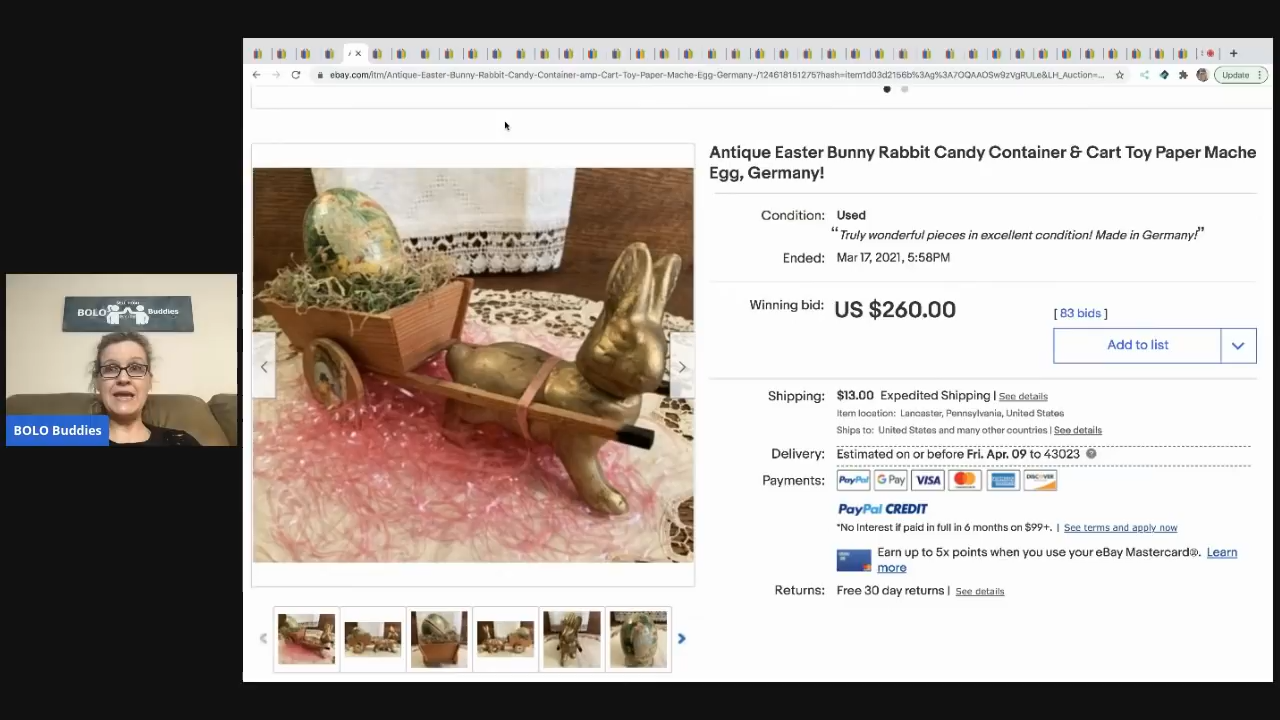 Update
ebay.com/itm/Antique-Easter-Bunny-Rabbit-Candy-Container-amp-Cart-Toy-Paper-Mache-Egg-Germany-/124618151275?hash=item1d03d2156b%3Ag%3A7OQAAOSw9zVgRULe&LH_Auction=...
Antique Easter Bunny Rabbit Candy Container & Cart Toy Paper Mache
Egg, Germany!
Condition: Used
“Truly wonderful pieces in excellent condition! Made in Germany!”
Ended: Mar 17, 2021, 5:58PM
Winning bid: US $260.00 [ 83 bids ]
Add to list
Shipping: $13.00 Expedited Shipping | See details
Item location: Lancaster, Pennsylvania, United States
Ships to: United States and many other countries | See details
Delivery: Estimated on or before Fri. Apr. 09 to 43023
Payments: PayPal G Pay VISA MasterCard DISCOVER
PayPal CREDIT
*No Interest if paid in full in 6 months on $99+. | See terms and apply now
Earn up to 5x points when you use your eBay Mastercard®. Learn
more
Returns: Free 30 day returns | See details
BOLO Buddies
BOLO Buddies